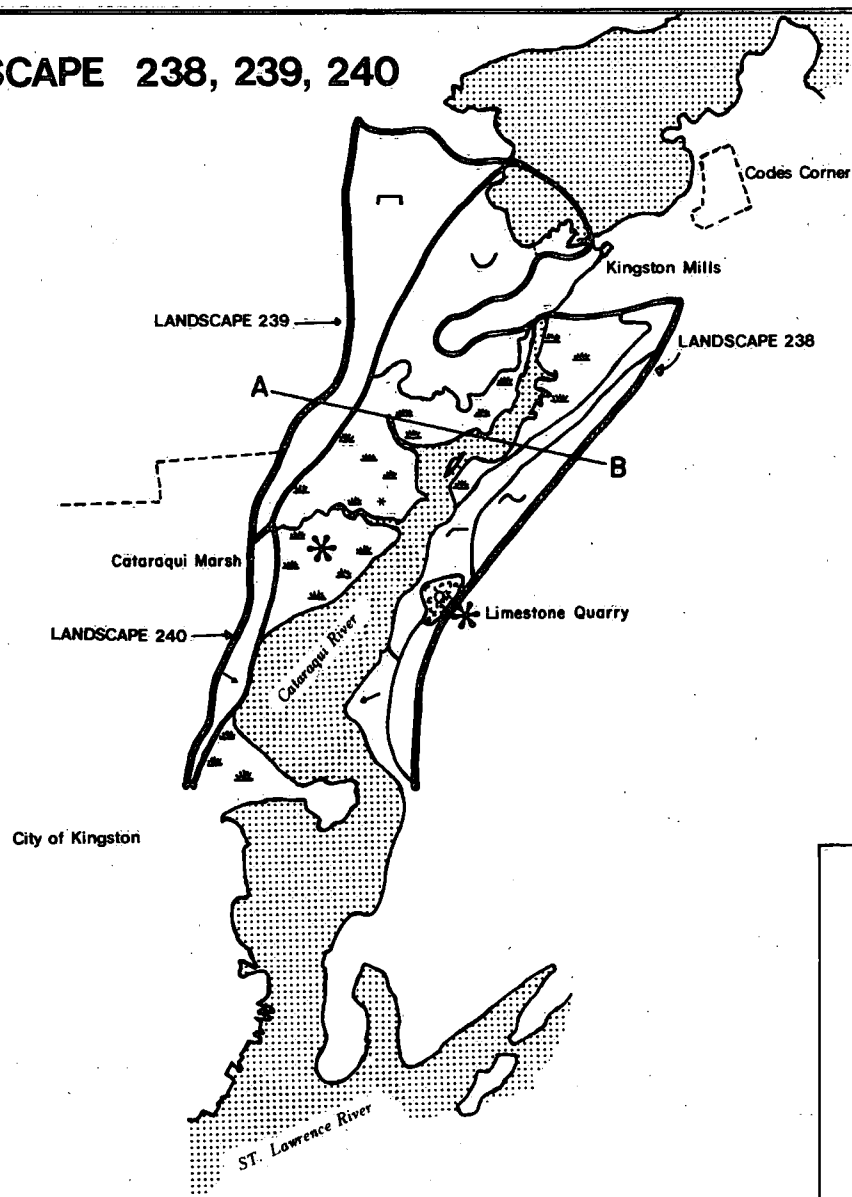 SCAPE 238, 239, 240
Codes Corner
Kingston Mills
LANDSCAPE 239
LANDSCAPE 238
A
B
Cataraqui Marsh
Limestone Quarry
LANDSCAPE 240
Cataraqui River
City of Kingston
ST. Lawrence River